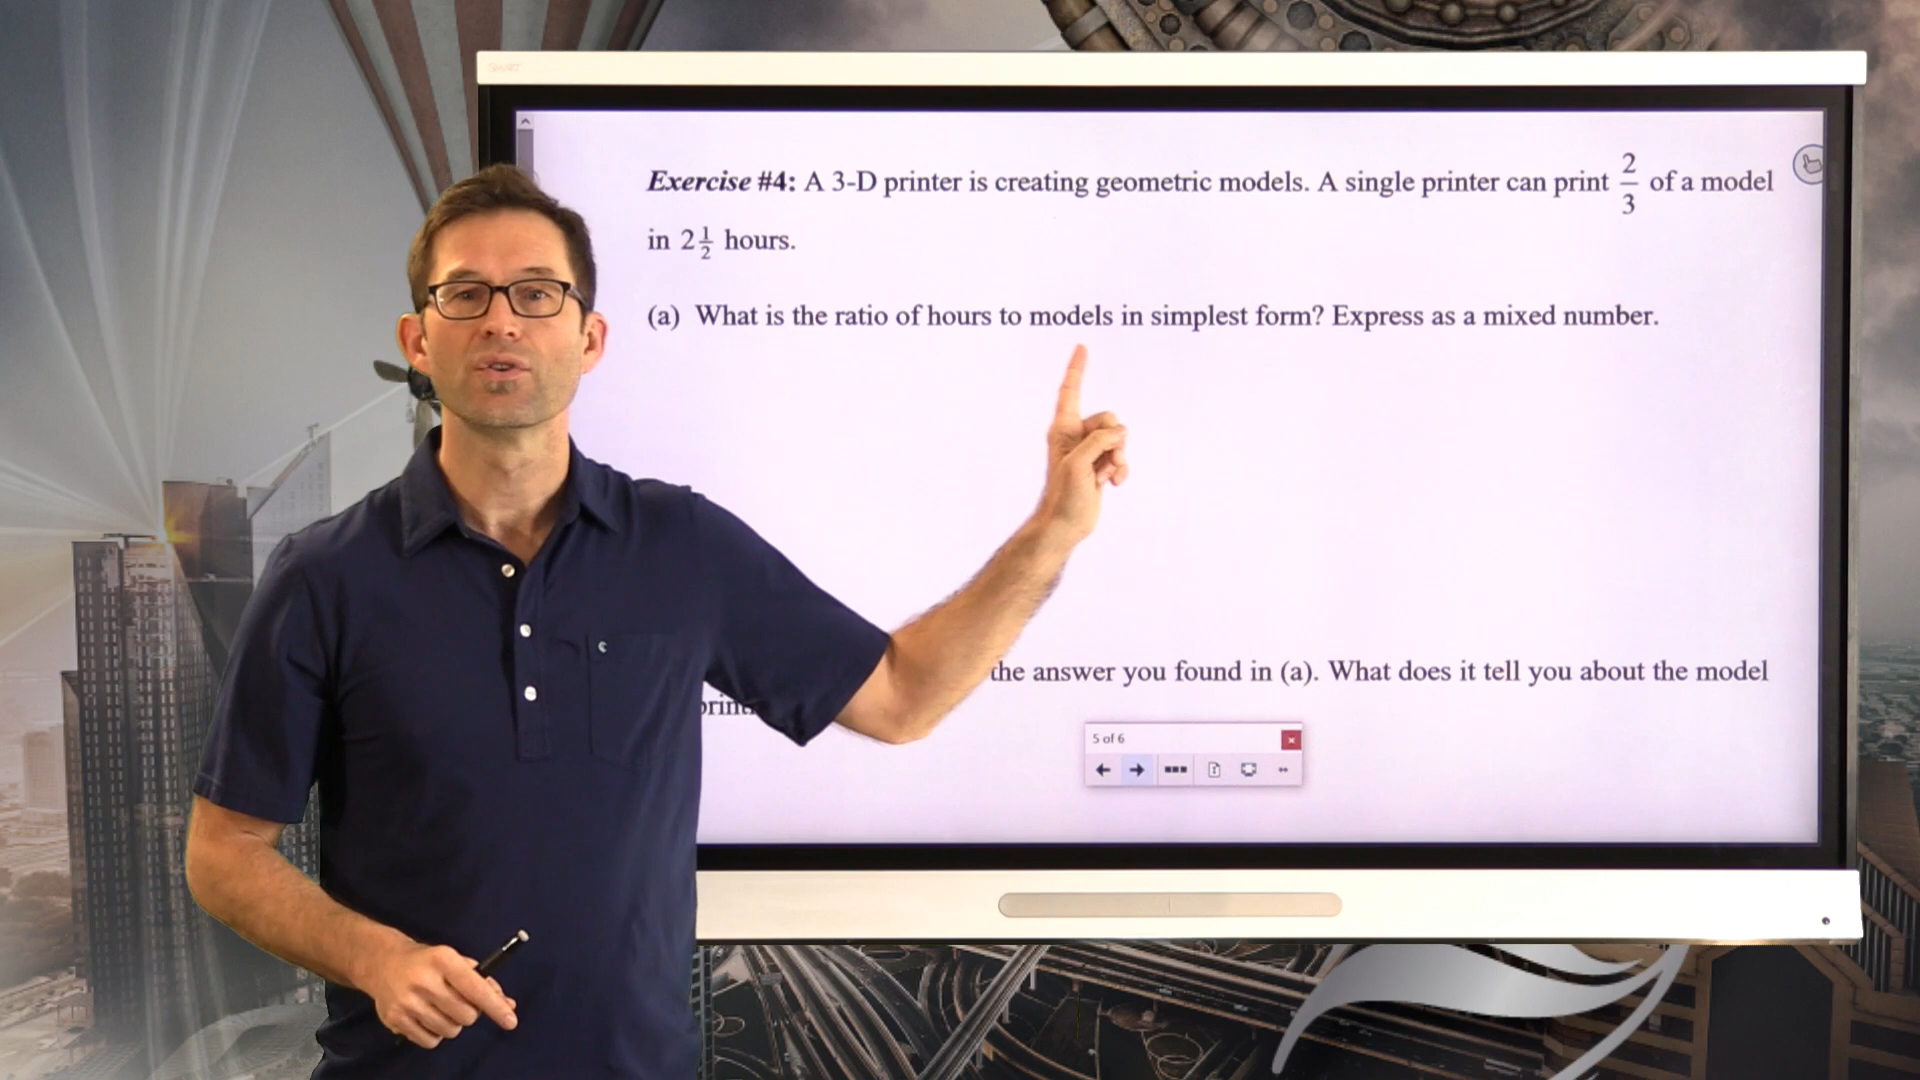 SMART
Exercise #4: A 3-D printer is creating geometric models. A single printer can print 2/3 of a model
in 2 1/2 hours.
(a) What is the ratio of hours to models in simplest form? Express as a mixed number.
the answer you found in (a). What does it tell you about the model
5 of 6